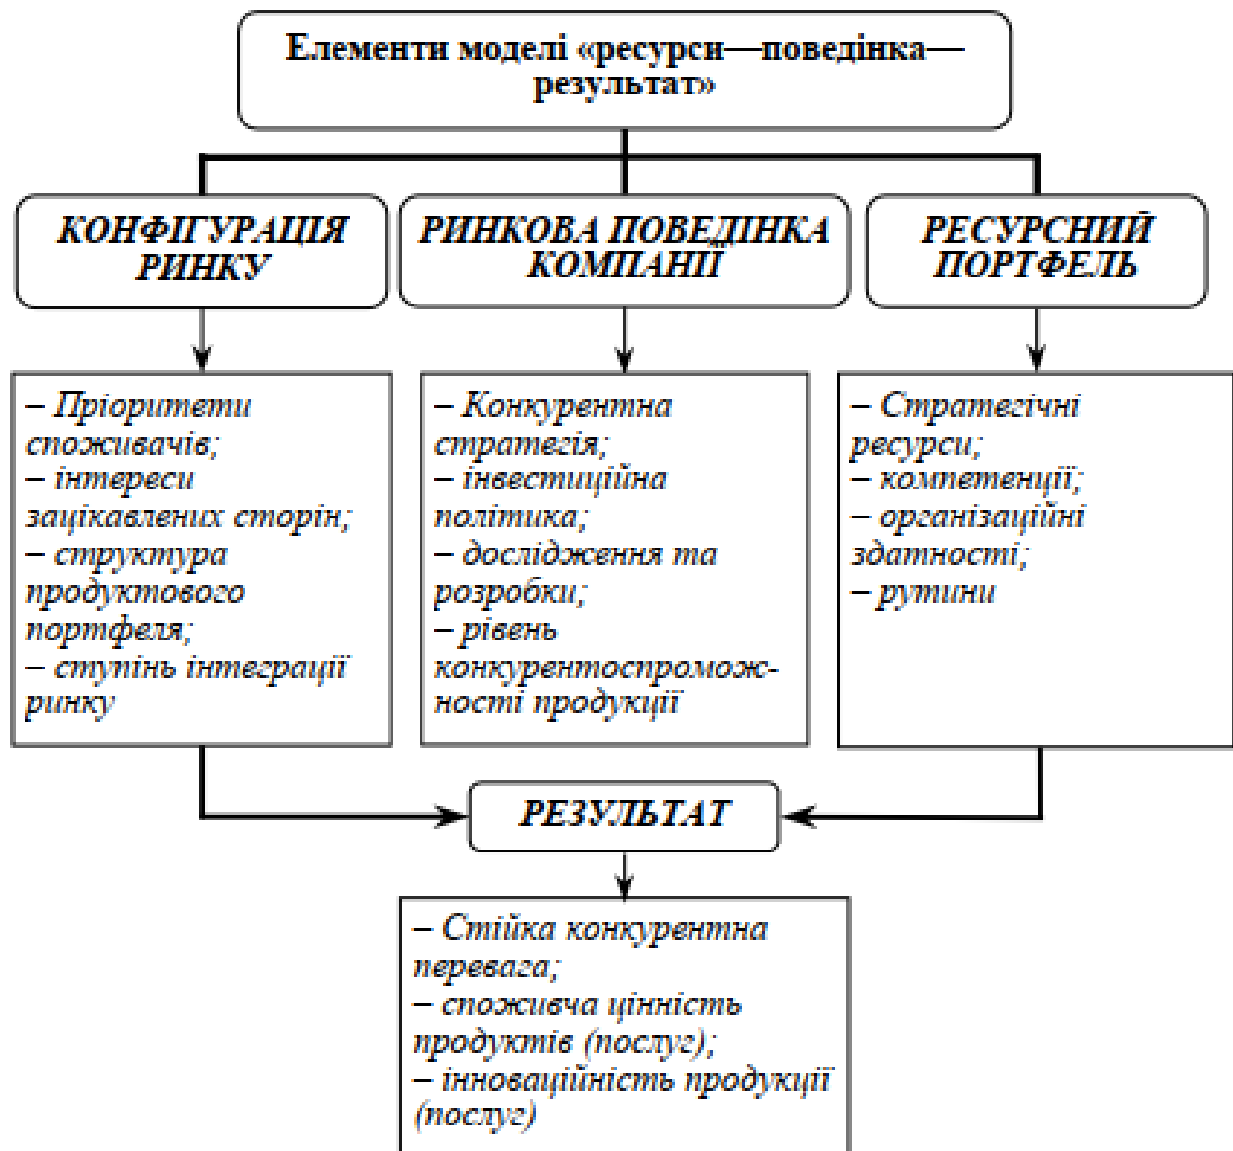 Елементи моделі «ресурси—поведінка—
результат»
КОНФІГУРАЦІЯ
РИНКУ
РИНКОВА ПОВЕДІНКА
КОМПАНІЇ
РЕСУРСНИЙ
ПОРТФЕЛЬ
– Пріоритети
споживачів;
– інтереси
зацікавлених сторін;
– структура
продуктового
портфеля;
– ступінь інтеграції
ринку
– Конкурентна
стратегія;
– інвестиційна
політика;
– дослідження та
розробки;
– рівень
конкурентоспромож-
ності продукції
– Стратегічні
ресурси;
– компетенції;
– організаційні
здатності;
– рутини
РЕЗУЛЬТАТ
– Стійка конкурентна
перевага;
– споживча цінність
продуктів (послуг);
– інноваційність продукції
(послуг)